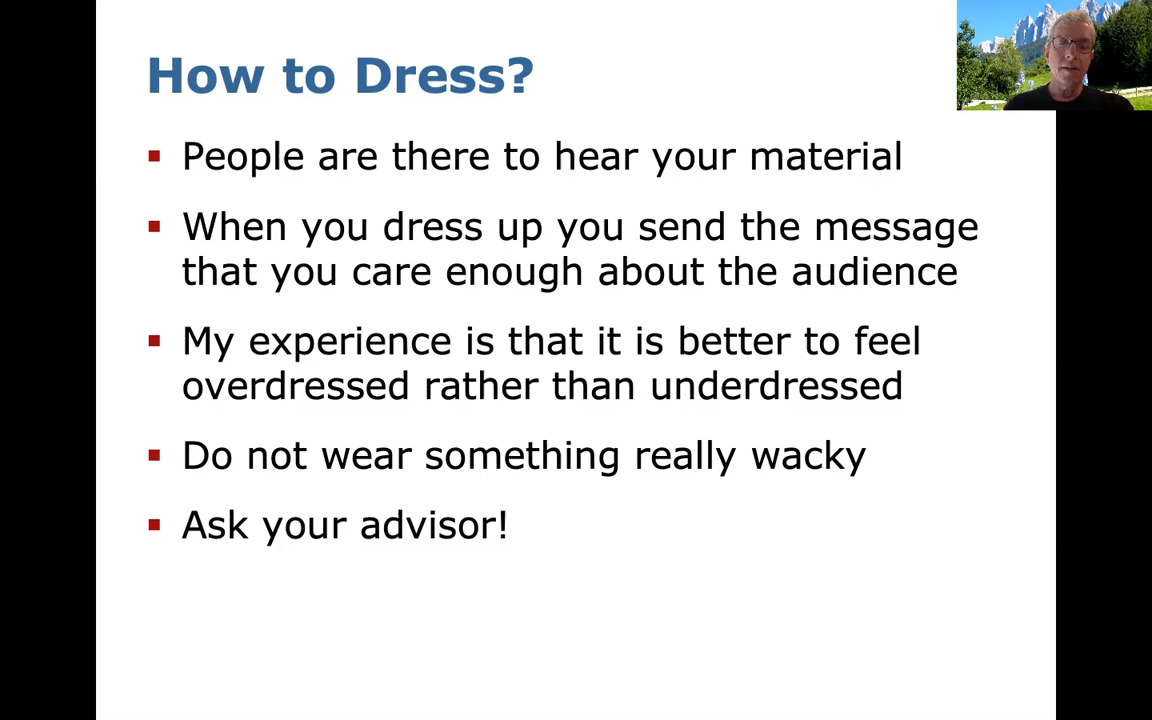 How to Dress?
People are there to hear your material
When you dress up you send the message
that you care enough about the audience
My experience is that it is better to feel
overdressed rather than underdressed
Do not wear something really wacky
Ask your advisor!